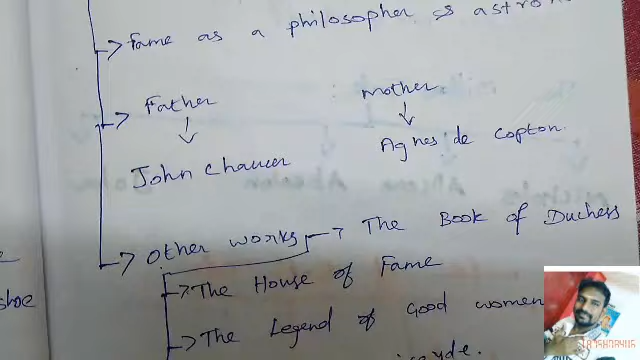 Fame as a philosopher &
Father
mother
John Chaucer
Agnes de Copton.
Other works
The Book of Duchess
The House of Fame
The Legend of Good women
shoe